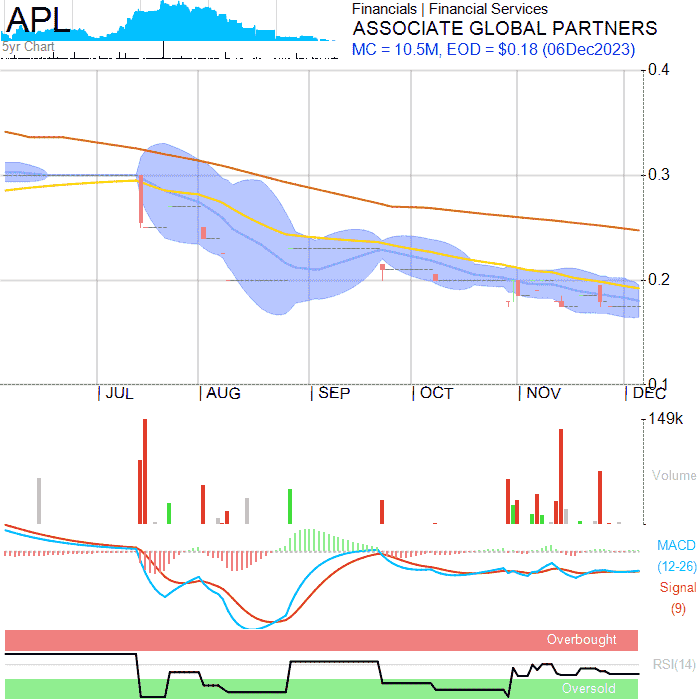 APL
5yr Chart
Financials | Financial Services
ASSOCIATE GLOBAL PARTNERS
MC = 10.5M, EOD = $0.18 (06Dec2023)
0.4
0.3
0.2
0.1
JUL AUG SEP OCT NOV DEC
149k
Volume
MACD
(12-26)
Signal
(9)
Overbought
RSI(14)
Oversold